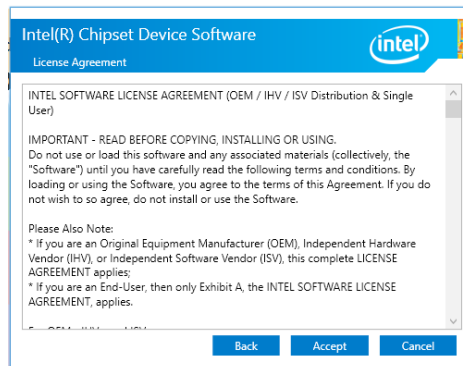 Intel(R) Chipset Device Software
License Agreement
intel
INTEL SOFTWARE LICENSE AGREEMENT (OEM / IHV / ISV Distribution & Single
User)
IMPORTANT - READ BEFORE COPYING, INSTALLING OR USING.
Do not use or load this software and any associated materials (collectively, the
"Software") until you have carefully read the following terms and conditions. By
loading or using the Software, you agree to the terms of this Agreement. If you do
not wish to so agree, do not install or use the Software.
Please Also Note:
* If you are an Original Equipment Manufacturer (OEM), Independent Hardware
Vendor (IHV), or Independent Software Vendor (ISV), this complete LICENSE
AGREEMENT applies;
* If you are an End-User, then only Exhibit A, the INTEL SOFTWARE LICENSE
AGREEMENT, applies.
Back Accept Cancel